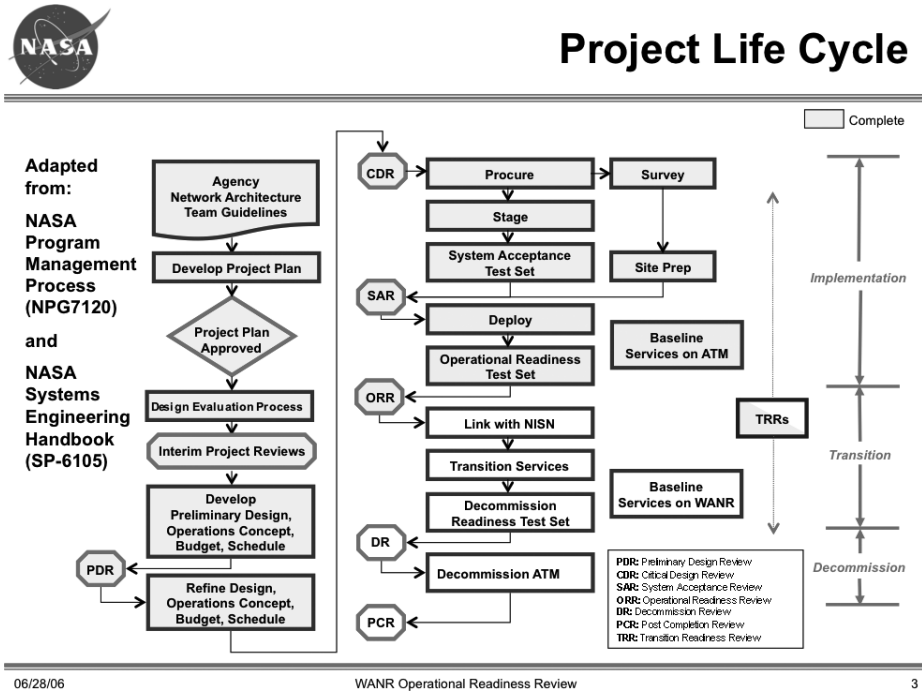 NASA
Project Life Cycle
Complete
Adapted
from:
NASA
Program
Management
Process
(NPG7120)
and
NASA
Systems
Engineering
Handbook
(SP-6105)
Agency
Network Architecture
Team Guidelines
Develop Project Plan
Project Plan
Approved
Design Evaluation Process
Interim Project Reviews
Develop
Preliminary Design,
Operations Concept,
Budget, Schedule
PDR
Refine Design,
Operations Concept,
Budget, Schedule
CDR
Procure
Survey
Stage
System Acceptance
Test Set
Site Prep
SAR
Deploy
Operational Readiness
Test Set
Baseline
Services on ATM
ORR
Link with NISN
Transition Services
Decommission
Readiness Test Set
Baseline
Services on WANR
DR
Decommission ATM
PCR
TRRs
Implementation
Transition
Decommission
PDR: Preliminary Design Review
CDR: Critical Design Review
SAR: System Acceptance Review
ORR: Operational Readiness Review
DR: Decommission Review
PCR: Post Completion Review
TRR: Transition Readiness Review
06/28/06
WANR Operational Readiness Review
3